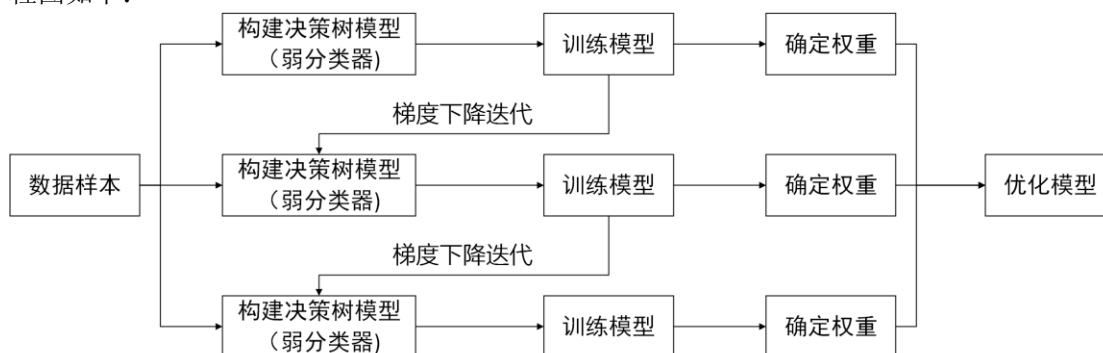 构建决策树模型
（弱分类器)
训练模型
确定权重
梯度下降迭代
数据样本
构建决策树模型
（弱分类器)
训练模型
确定权重
优化模型
梯度下降迭代
构建决策树模型
（弱分类器)
训练模型
确定权重